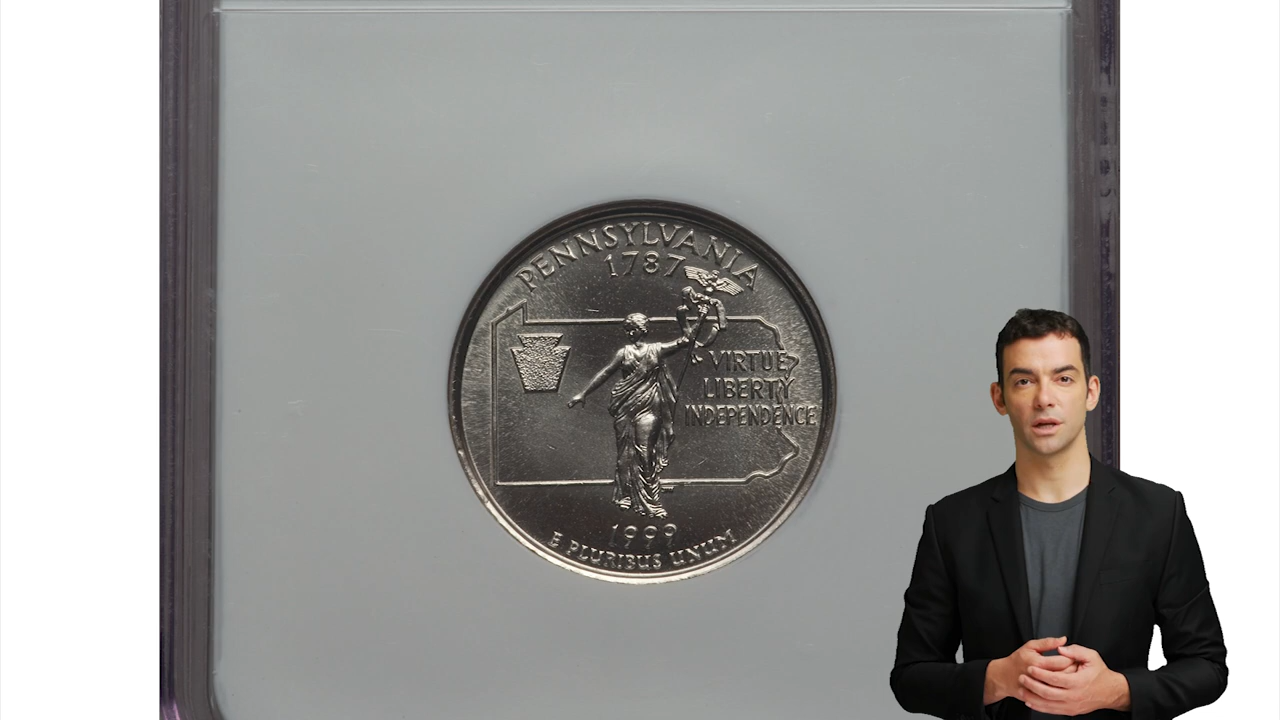 PENNSYLVANIA
1787
VIRTUE
LIBERTY
INDEPENDENCE
1999
E PLURIBUS UNUM